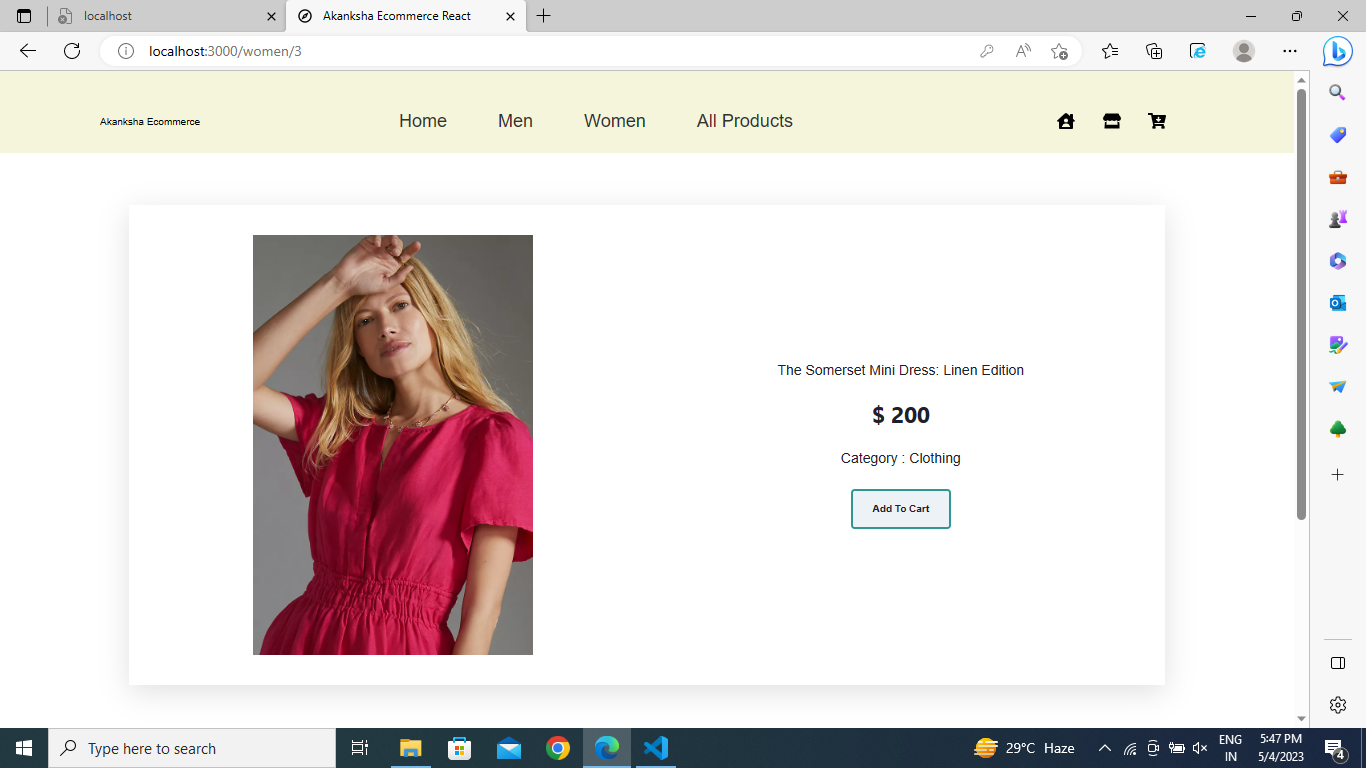 localhost
Akanksha Ecommerce React
localhost:3000/women/3
Akanksha Ecommerce
Home
Men
Women
All Products
The Somerset Mini Dress: Linen Edition
$ 200
Category : Clothing
Add To Cart
Type here to search
29°C Haze
ENG
IN
5:47 PM
5/4/2023
4